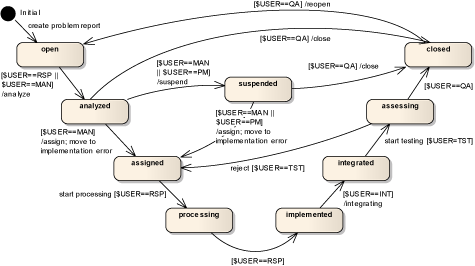 Initial
create problem report
[$USER==QA] /reopen
open
[$USER==QA] /close
closed
[$USER==RSP ||
$USER==MAN]
/analyze
[$USER==MAN
|| $USER==PM]
/suspend
[$USER==QA] /close
suspended
[$USER==QA]
analyzed
assessing
[$USER==MAN]
/assign; move to
implementation error
[$USER==MAN ||
$USER==PM]
/assign; move to
implementation error
start testing [$USER=TST]
assigned
reject [$USER==TST]
integrated
start processing [$USER==RSP]
[$USER==INT]
/integrating
processing
implemented
[$USER==RSP]